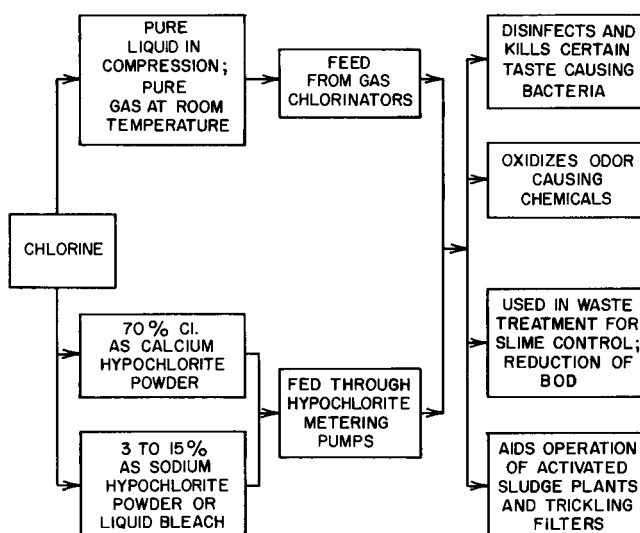 CHLORINE
PURE
LIQUID IN
COMPRESSION;
PURE
GAS AT ROOM
TEMPERATURE
FEED
FROM GAS
CHLORINATORS
70% CI.
AS CALCIUM
HYPOCHLORITE
POWDER
3 TO 15%
AS SODIUM
HYPOCHLORITE
POWDER OR
LIQUID BLEACH
FED THROUGH
HYPOCHLORITE
METERING
PUMPS
DISINFECTS AND
KILLS CERTAIN
TASTE CAUSING
BACTERIA
OXIDIZES ODOR
CAUSING
CHEMICALS
USED IN WASTE
TREATMENT FOR
SLIME CONTROL;
REDUCTION OF
BOD
AIDS OPERATION
OF ACTIVATED
SLUDGE PLANTS
AND TRICKLING
FILTERS